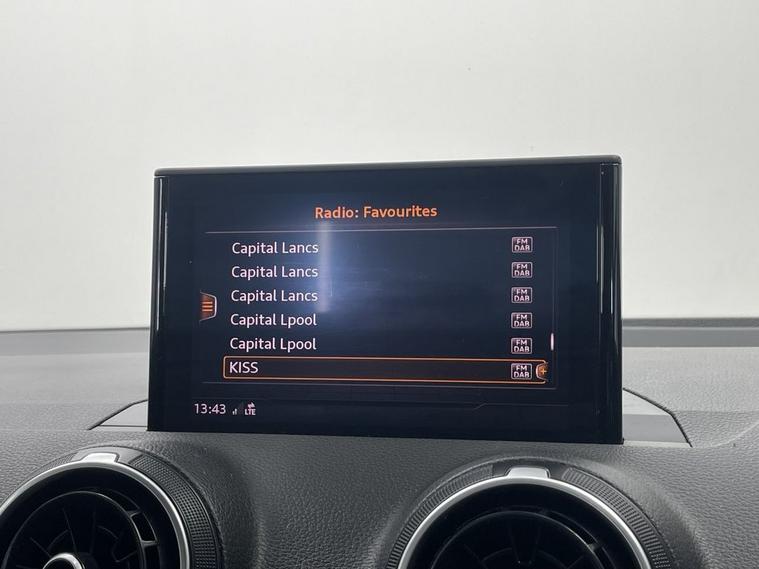 Radio: Favourites
Capital Lancs FM DAB
Capital Lancs FM DAB
Capital Lancs FM DAB
Capital Lpool FM DAB
Capital Lpool FM DAB
KISS FM DAB
13:43 LTE